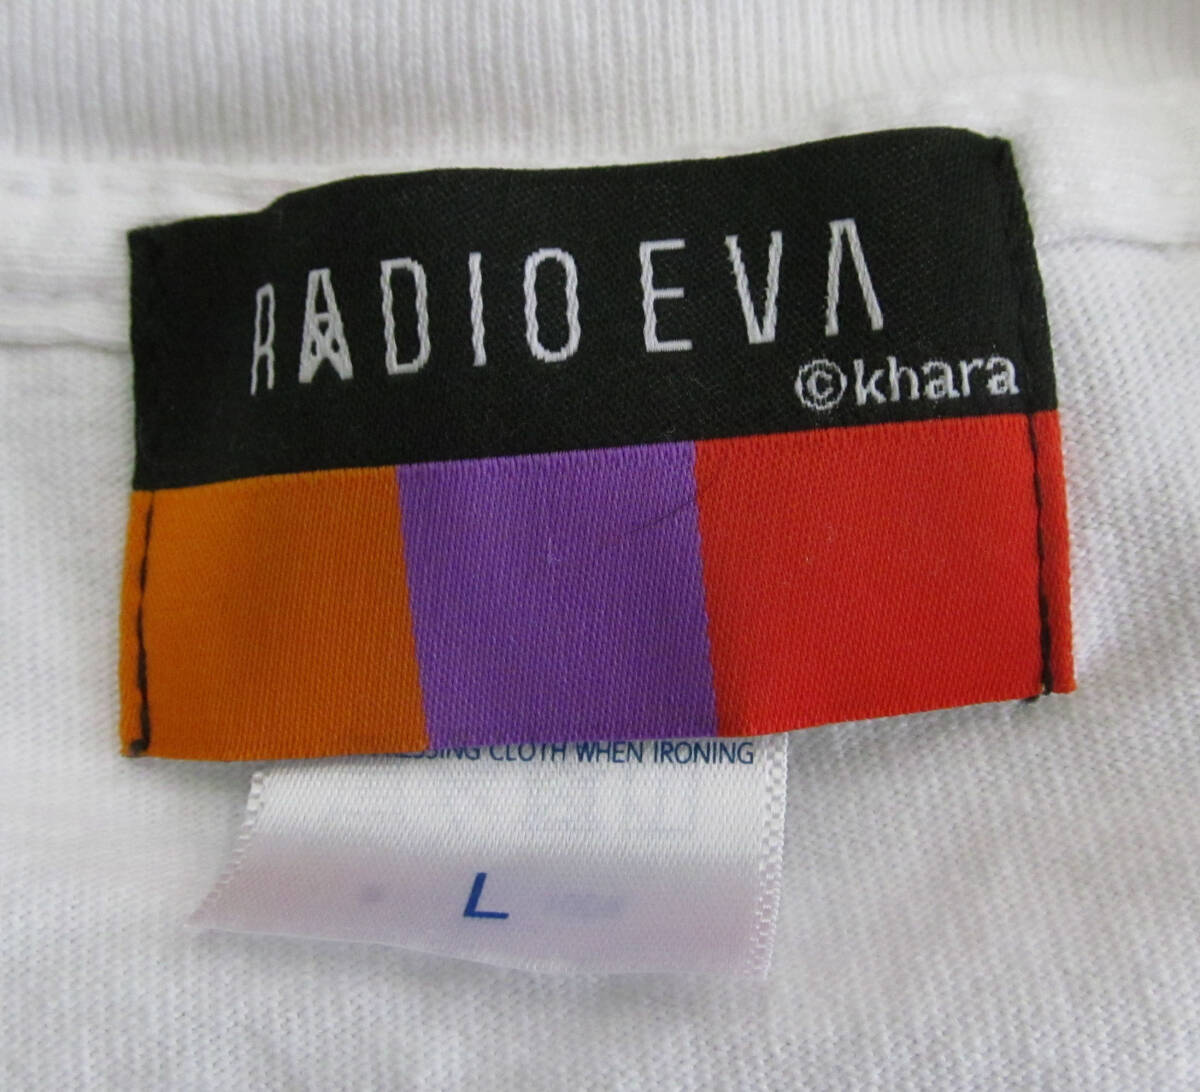 RADIO EVA
©khara
CLOTH WHEN IRONING
L